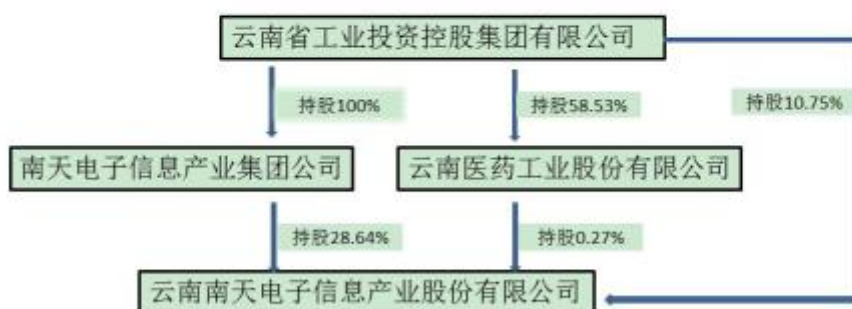 云南省工业投资控股集团有限公司
持股100%
持股58.53%
持股10.75%
南天电子信息产业集团公司
云南医药工业股份有限公司
持股28.64%
持股0.27%
云南南天电子信息产业股份有限公司